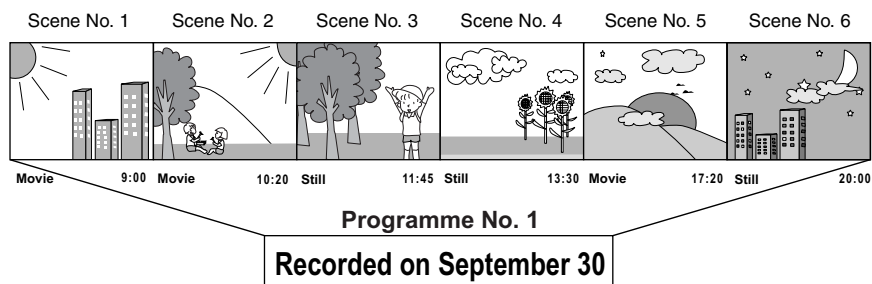 Scene No. 1 Scene No. 2 Scene No. 3 Scene No. 4 Scene No. 5 Scene No. 6
Movie 9:00 Movie 10:20 Still 11:45 Still 13:30 Movie 17:20 Still 20:00
Programme No. 1
Recorded on September 30